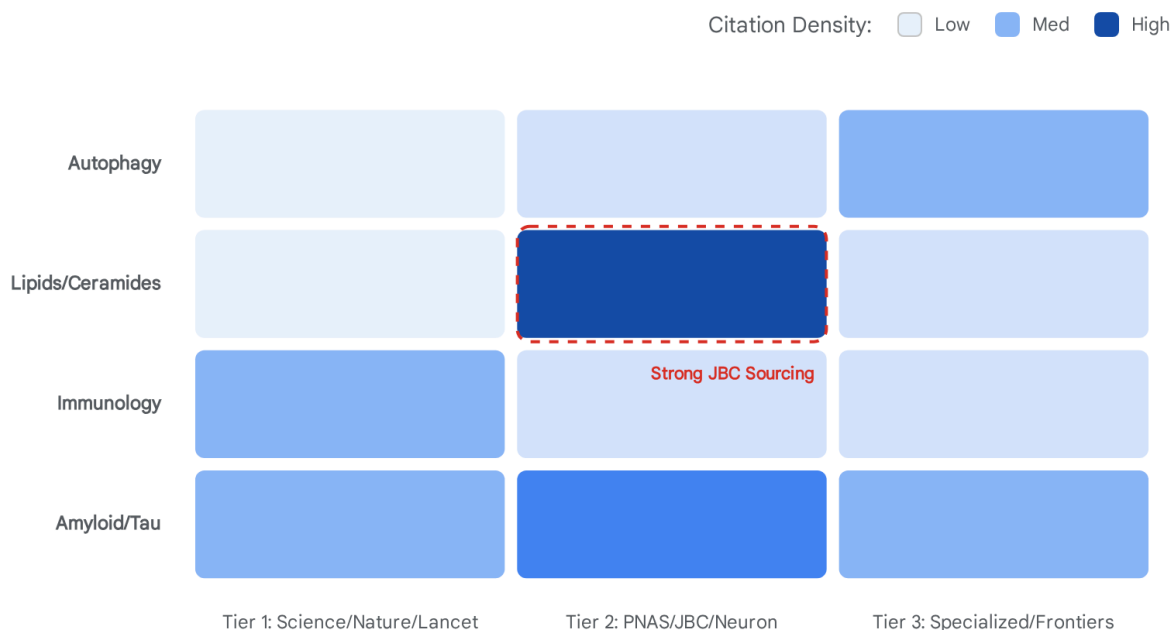 Citation Density: Low Med High
Autophagy
Lipids/Ceramides
Strong JBC Sourcing
Immunology
Amyloid/Tau
Tier 1: Science/Nature/Lancet Tier 2: PNAS/JBC/Neuron Tier 3: Specialized/Frontiers